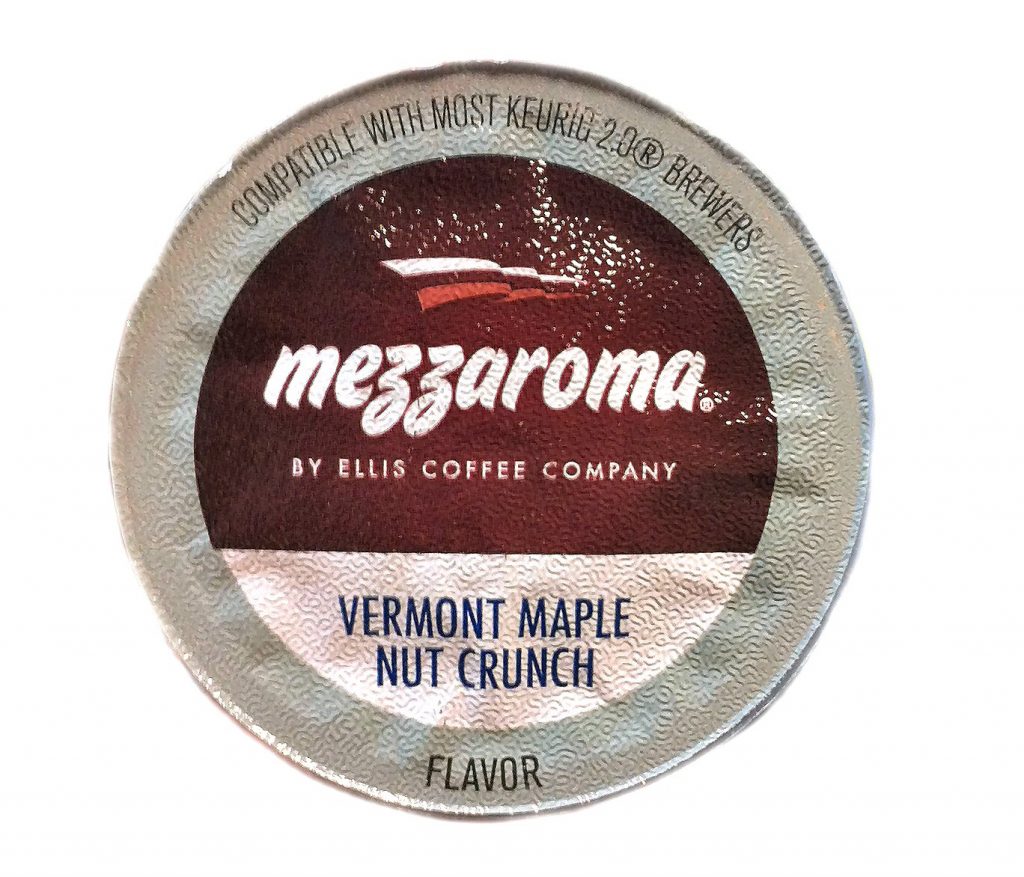 COMPATIBLE WITH MOST KEURIG 2.0® BREWERS
mezzaroma®
BY ELLIS COFFEE COMPANY
VERMONT MAPLE
NUT CRUNCH
FLAVOR